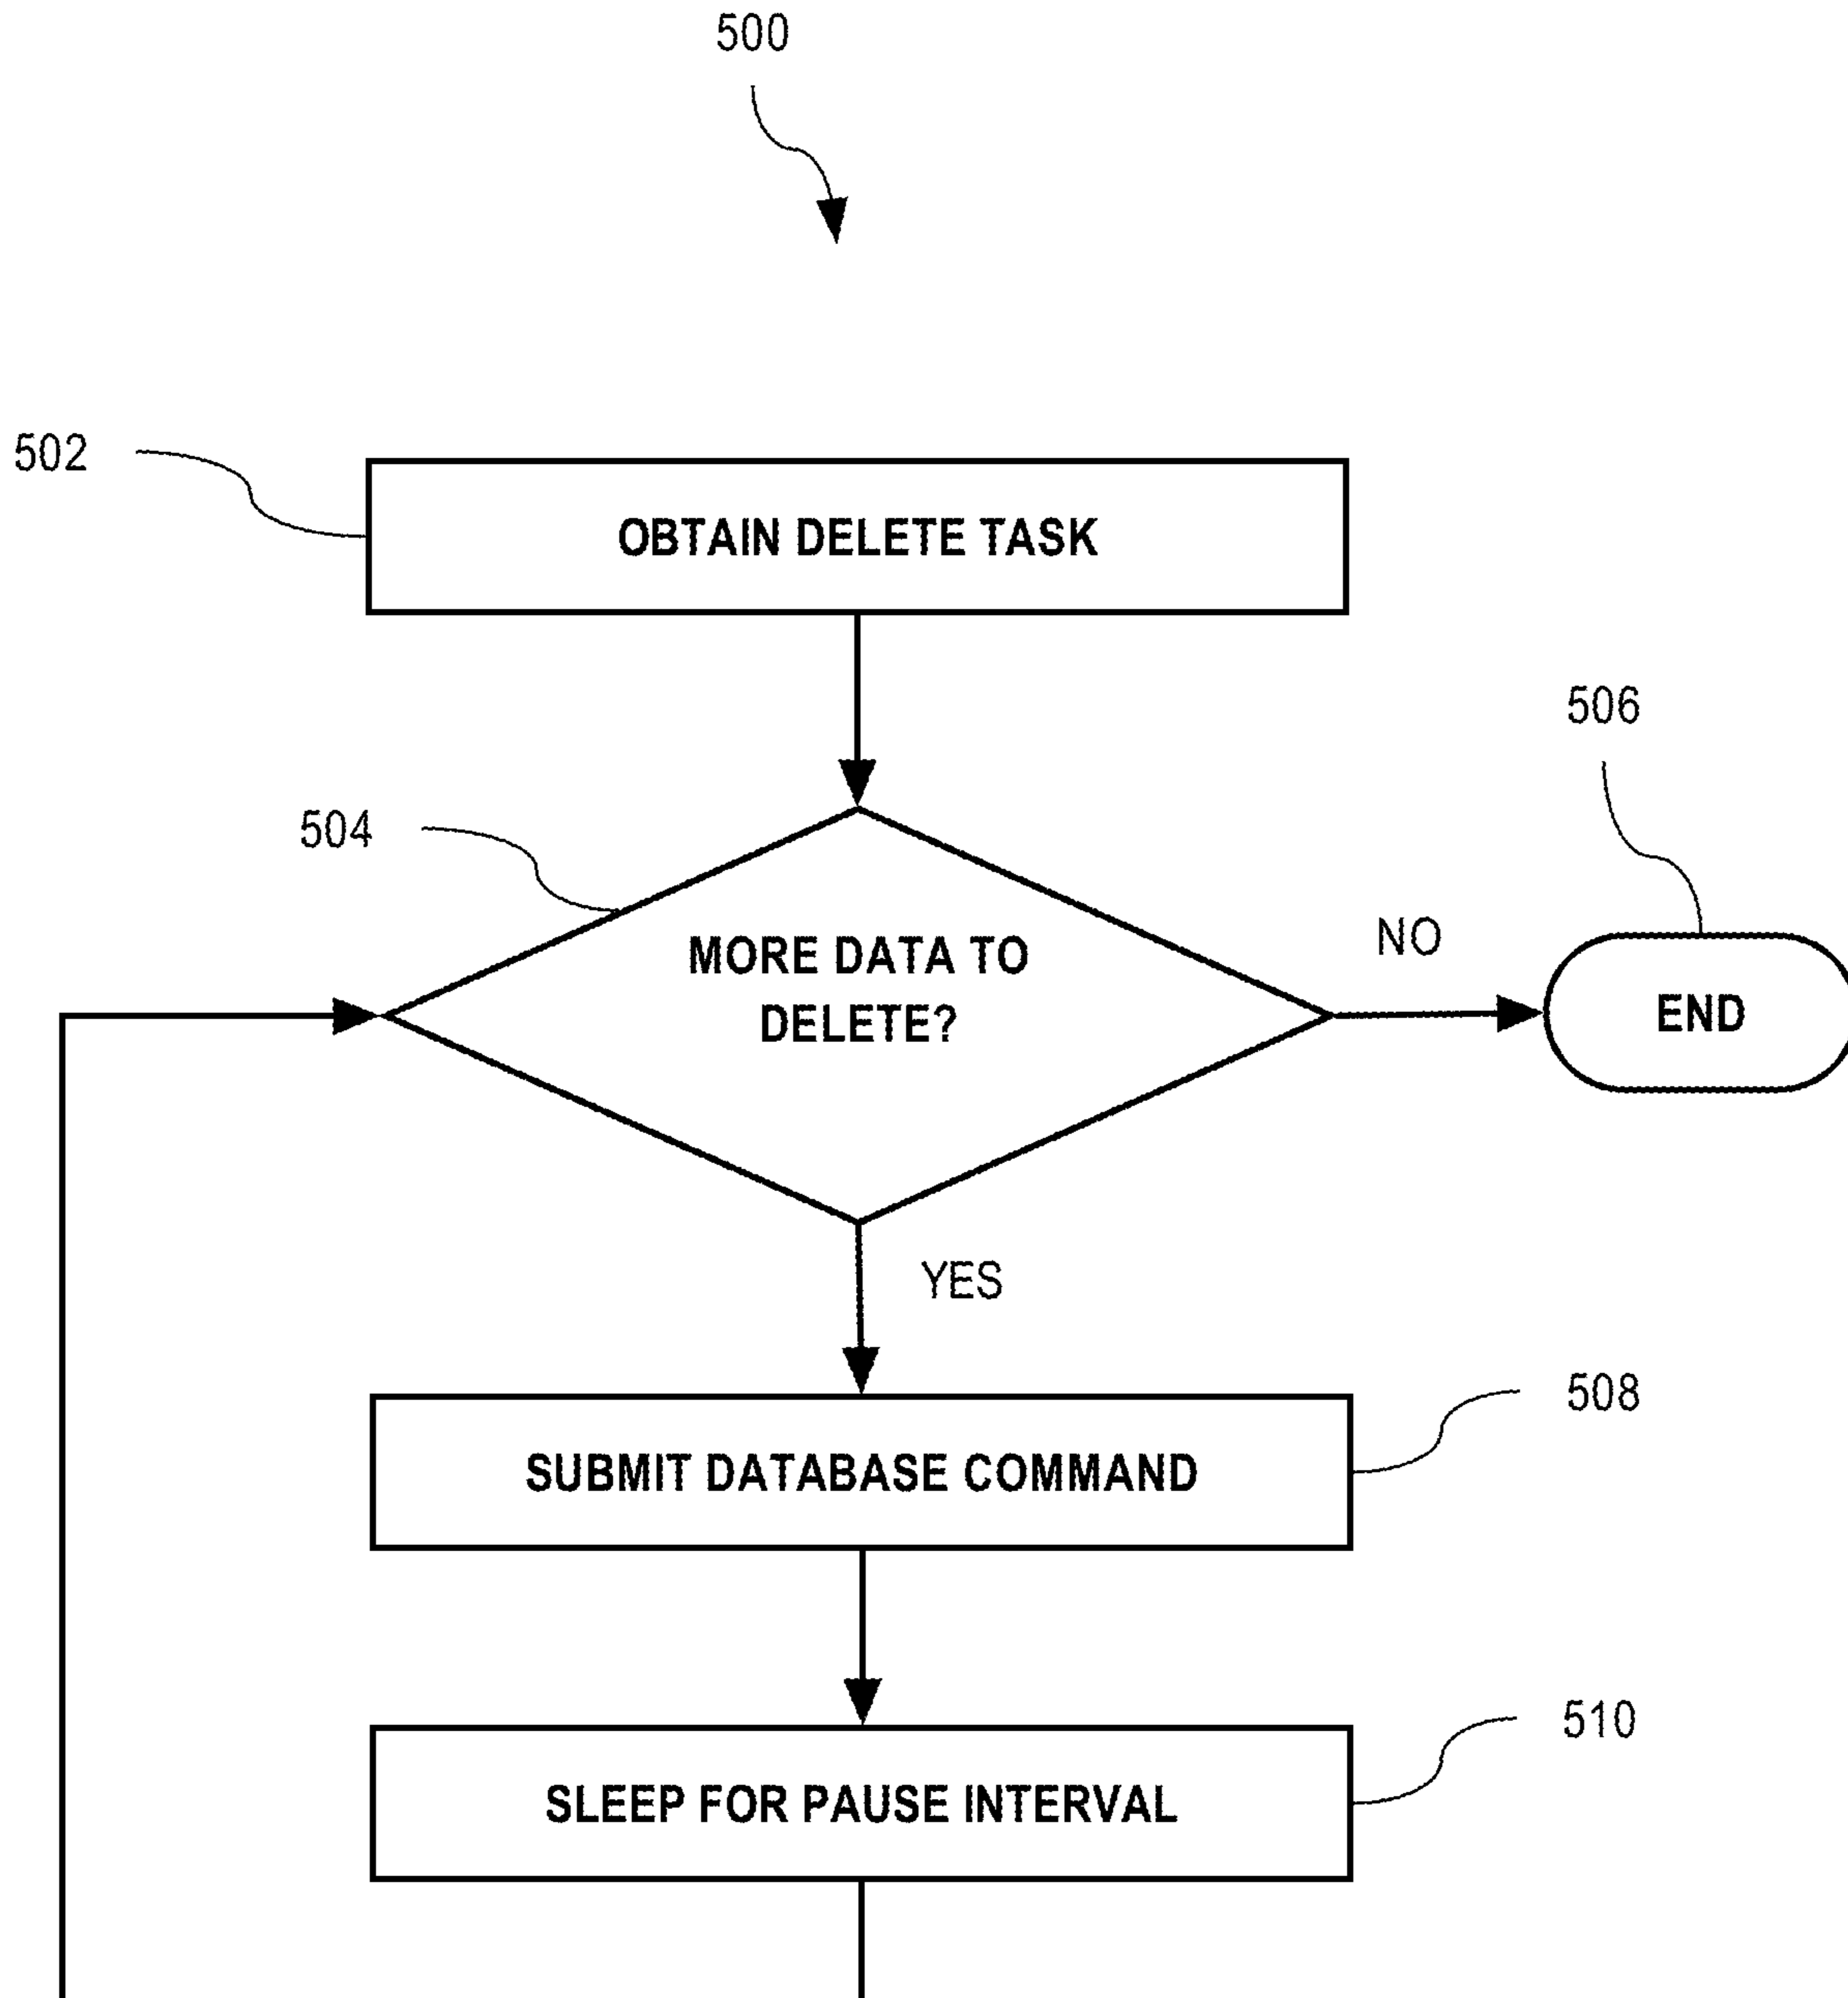 500
502
OBTAIN DELETE TASK
506
504
MORE DATA TO
DELETE?
NO
END
YES
508
SUBMIT DATABASE COMMAND
510
SLEEP FOR PAUSE INTERVAL